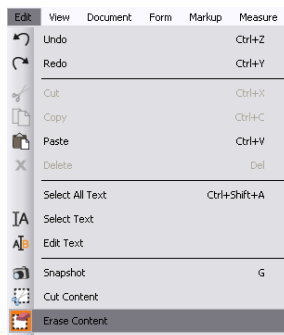 Edit View Document Form Markup Measure
Undo Ctrl+Z
Redo Ctrl+Y
Cut Ctrl+X
Copy Ctrl+C
Paste Ctrl+V
Delete Del
Select All Text Ctrl+Shift+A
Select Text
Edit Text
Snapshot G
Cut Content
Erase Content